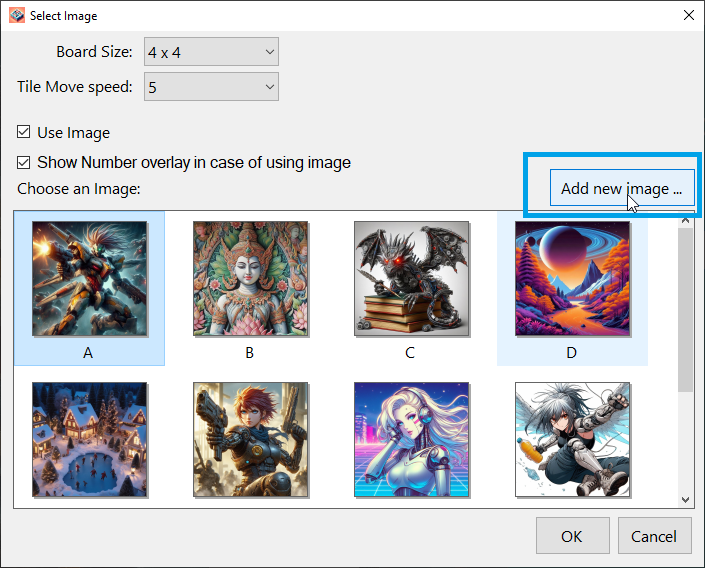 Select Image
Board Size: 4 x 4
Tile Move speed: 5
Use Image
Show Number overlay in case of using image
Choose an Image: Add new image ...
A B C D
OK Cancel